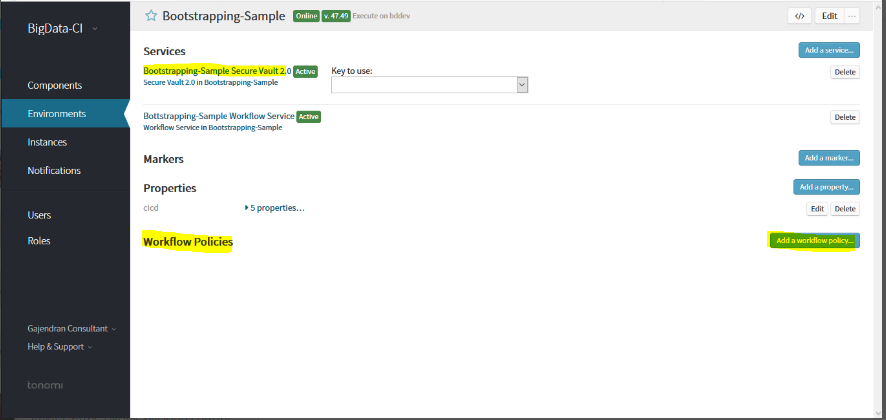 BigData-CI
Components
Environments
Instances
Notifications
Users
Roles
Gajendran Consultant
Help & Support
tonomi
Bootstrapping-Sample Online v. 47.49 Execute on bddev
</> Edit ...
Services
Add a service...
Bootstrapping-Sample Secure Vault 2.0 Active
Key to use:
Delete
Secure Vault 2.0 in Bootstrapping-Sample
Bottstrapping-Sample Workflow Service Active
Delete
Workflow Service in Bootstrapping-Sample
Markers
Add a marker...
Properties
Add a property...
cicd
5 properties...
Edit Delete
Workflow Policies
Add a workflow policy...